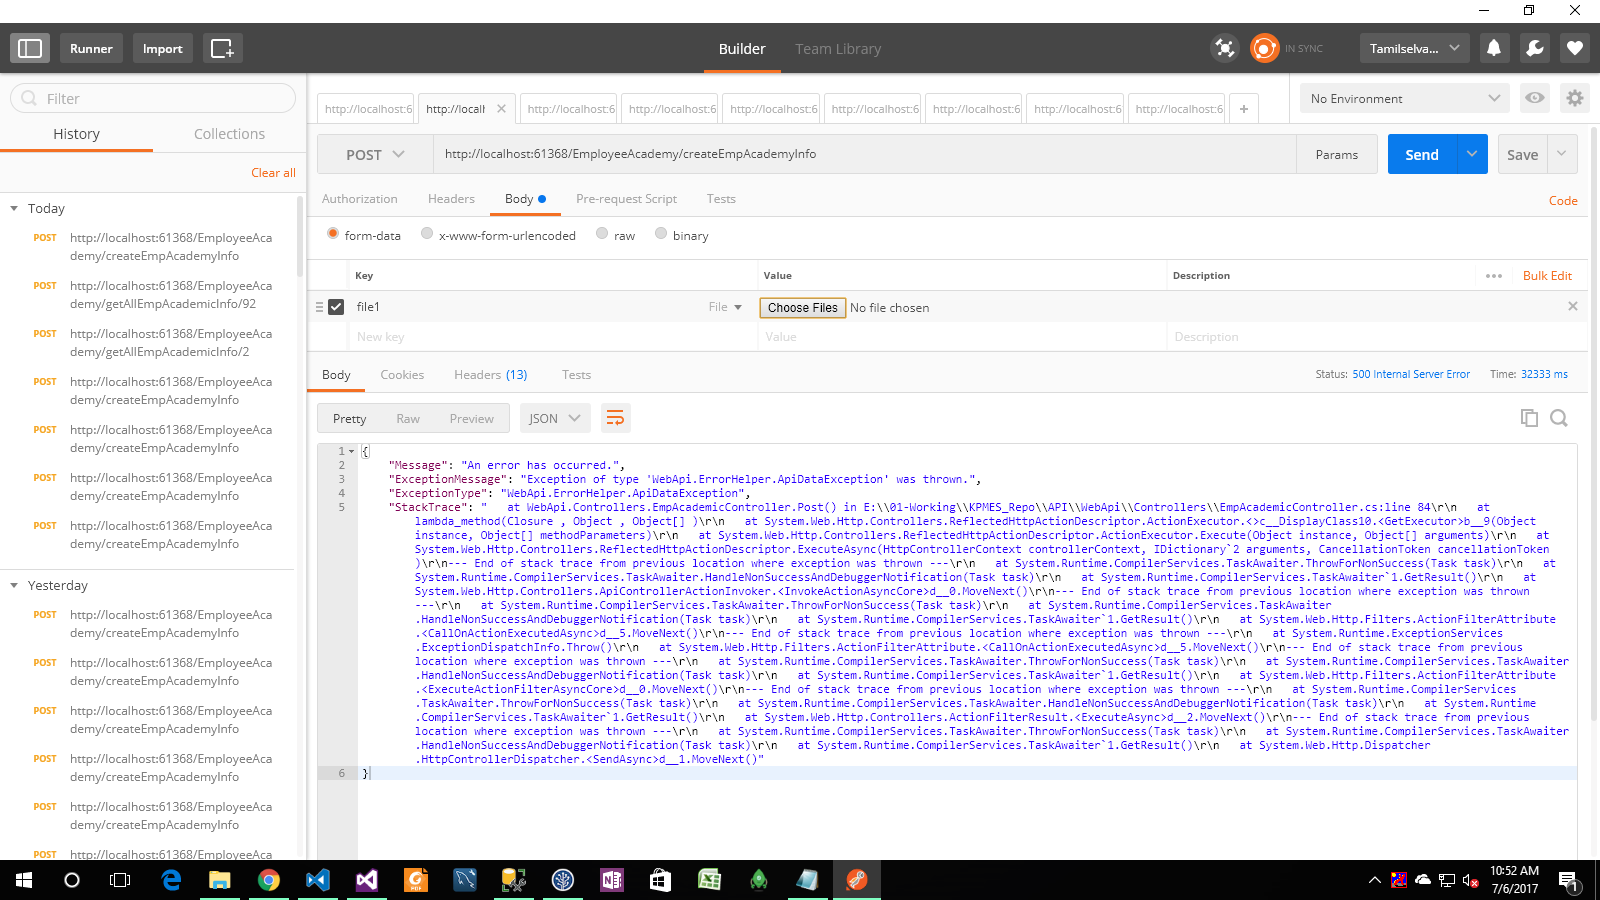 Runner
Import
Builder
Team Library
IN SYNC
Tamilselva...
Filter
History
Collections
Clear all
Today
POST http://localhost:61368/EmployeeAca
demy/createEmpAcademyInfo
POST http://localhost:61368/EmployeeAca
demy/getAllEmpAcademicInfo/92
POST http://localhost:61368/EmployeeAca
demy/getAllEmpAcademicInfo/2
POST http://localhost:61368/EmployeeAca
demy/createEmpAcademyInfo
POST http://localhost:61368/EmployeeAca
demy/createEmpAcademyInfo
POST http://localhost:61368/EmployeeAca
demy/createEmpAcademyInfo
POST http://localhost:61368/EmployeeAca
demy/createEmpAcademyInfo
Yesterday
POST http://localhost:61368/EmployeeAca
demy/createEmpAcademyInfo
POST http://localhost:61368/EmployeeAca
demy/createEmpAcademyInfo
POST http://localhost:61368/EmployeeAca
demy/createEmpAcademyInfo
POST http://localhost:61368/EmployeeAca
demy/createEmpAcademyInfo
POST http://localhost:61368/EmployeeAca
demy/createEmpAcademyInfo
POST http://localhost:61368/EmployeeAca
http://localhost:6 http://locall http://localhost:6 http://localhost:6 http://localhost:6 http://localhost:6 http://localhost:6 http://localhost:6 http://localhost:6
No Environment
POST http://localhost:61368/EmployeeAcademy/createEmpAcademyInfo Params Send Save
Authorization Headers Body Pre-request Script Tests Code
form-data x-www-form-urlencoded raw binary
Key Value Description ••• Bulk Edit
file1 File Choose Files No file chosen
New key Value Description
Body Cookies Headers (13) Tests Status: 500 Internal Server Error Time: 32333 ms
Pretty Raw Preview JSON
1 {
2 "Message": "An error has occurred.",
3 "ExceptionMessage": "Exception of type 'WebApi.ErrorHelper.ApiDataException' was thrown.",
4 "ExceptionType": "WebApi.ErrorHelper.ApiDataException",
5 "StackTrace": "   at WebApi.Controllers.EmpAcademicController.Post() in E:\\01-Working\\KPMES_Repo\\API\\WebApi\\Controllers\\EmpAcademicController.cs:line 84\r\n   at
lambda_method(Closure , Object , Object[] )\r\n   at System.Web.Http.Controllers.ReflectedHttpActionDescriptor.ActionExecutor.<>c__DisplayClass10.<GetExecutor>b__9(Object
instance, Object[] methodParameters)\r\n   at System.Web.Http.Controllers.ReflectedHttpActionDescriptor.ActionExecutor.Execute(Object instance, Object[] arguments)\r\n   at
System.Web.Http.Controllers.ReflectedHttpActionDescriptor.ExecuteAsync(HttpControllerContext controllerContext, IDictionary`2 arguments, CancellationToken cancellationToken
)\r\n--- End of stack trace from previous location where exception was thrown ---\r\n   at System.Runtime.CompilerServices.TaskAwaiter.ThrowForNonSuccess(Task task)\r\n   at
System.Runtime.CompilerServices.TaskAwaiter.HandleNonSuccessAndDebuggerNotification(Task task)\r\n   at System.Runtime.CompilerServices.TaskAwaiter`1.GetResult()\r\n   at
System.Web.Http.Controllers.ApiControllerActionInvoker.<InvokeActionAsyncCore>d__0.MoveNext()\r\n--- End of stack trace from previous location where exception was thrown
---\r\n   at System.Runtime.CompilerServices.TaskAwaiter.ThrowForNonSuccess(Task task)\r\n   at System.Runtime.CompilerServices.TaskAwaiter
.HandleNonSuccessAndDebuggerNotification(Task task)\r\n   at System.Runtime.CompilerServices.TaskAwaiter`1.GetResult()\r\n   at System.Web.Http.Filters.ActionFilterAttribute
.<CallOnActionExecutedAsync>d__5.MoveNext()\r\n--- End of stack trace from previous location where exception was thrown ---\r\n   at System.Runtime.ExceptionServices
.ExceptionDispatchInfo.Throw()\r\n   at System.Web.Http.Filters.ActionFilterAttribute.<CallOnActionExecutedAsync>d__5.MoveNext()\r\n--- End of stack trace from previous
location where exception was thrown ---\r\n   at System.Runtime.CompilerServices.TaskAwaiter.ThrowForNonSuccess(Task task)\r\n   at System.Runtime.CompilerServices.TaskAwaiter
.HandleNonSuccessAndDebuggerNotification(Task task)\r\n   at System.Runtime.CompilerServices.TaskAwaiter`1.GetResult()\r\n   at System.Web.Http.Filters.ActionFilterAttribute
.<ExecuteActionFilterAsyncCore>d__0.MoveNext()\r\n--- End of stack trace from previous location where exception was thrown ---\r\n   at System.Runtime.CompilerServices
.TaskAwaiter.ThrowForNonSuccess(Task task)\r\n   at System.Runtime.CompilerServices.TaskAwaiter.HandleNonSuccessAndDebuggerNotification(Task task)\r\n   at System.Runtime
.CompilerServices.TaskAwaiter`1.GetResult()\r\n   at System.Web.Http.Controllers.ActionFilterResult.<ExecuteAsync>d__2.MoveNext()\r\n--- End of stack trace from previous
location where exception was thrown ---\r\n   at System.Runtime.CompilerServices.TaskAwaiter.ThrowForNonSuccess(Task task)\r\n   at System.Runtime.CompilerServices.TaskAwaiter
.HandleNonSuccessAndDebuggerNotification(Task task)\r\n   at System.Runtime.CompilerServices.TaskAwaiter`1.GetResult()\r\n   at System.Web.Http.Dispatcher
.HttpControllerDispatcher.<SendAsync>d__1.MoveNext()"
6 }
10:52 AM
7/6/2017
1